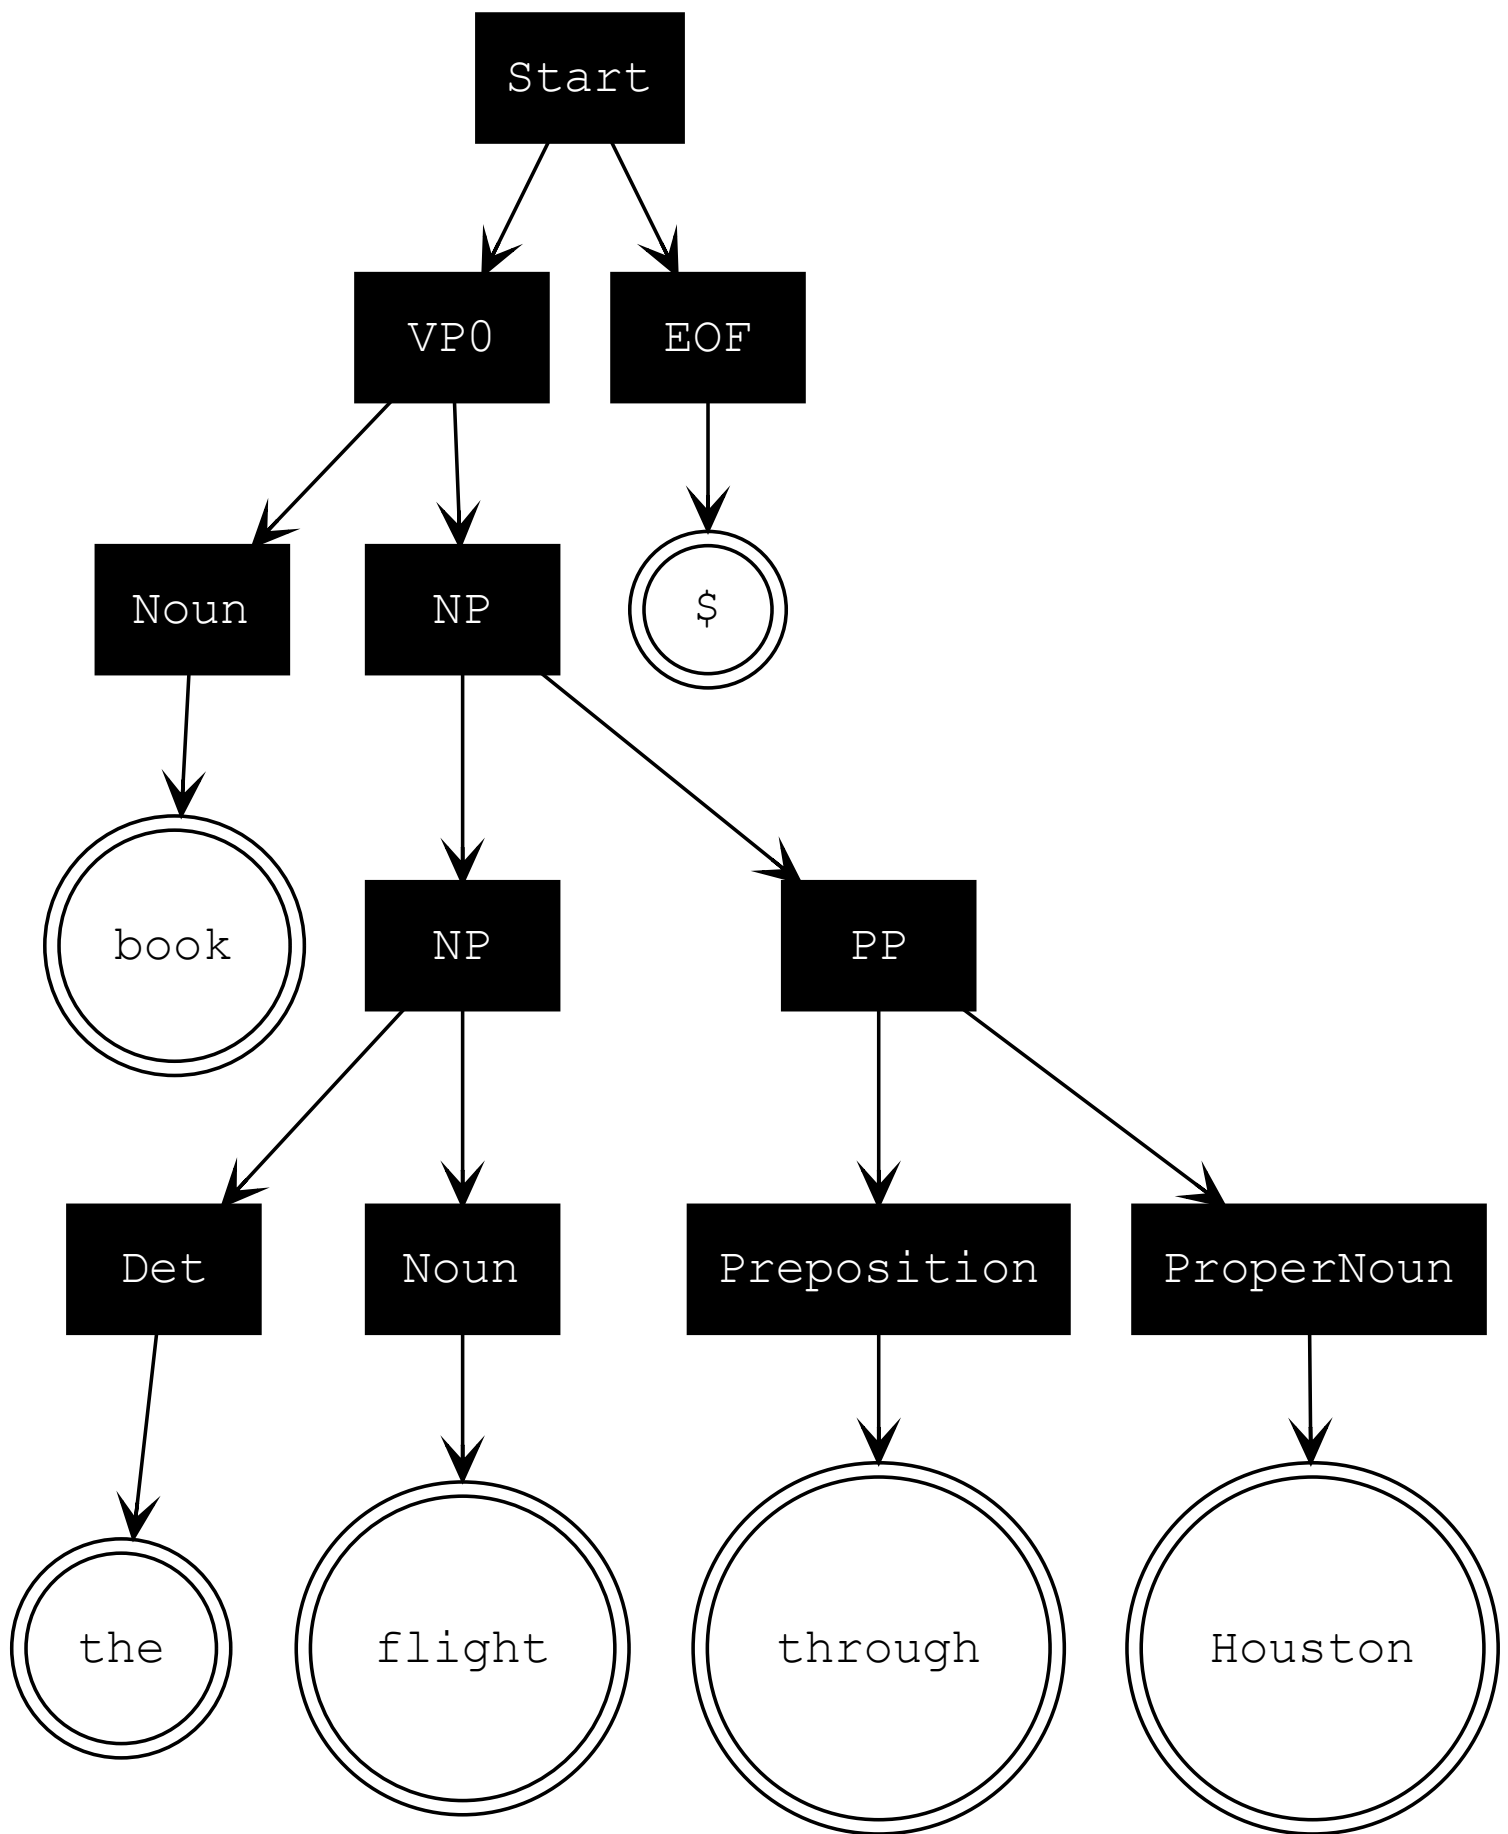 Start
VP0 EOF
Noun NP $
book NP PP
Det Noun Preposition ProperNoun
the flight through Houston